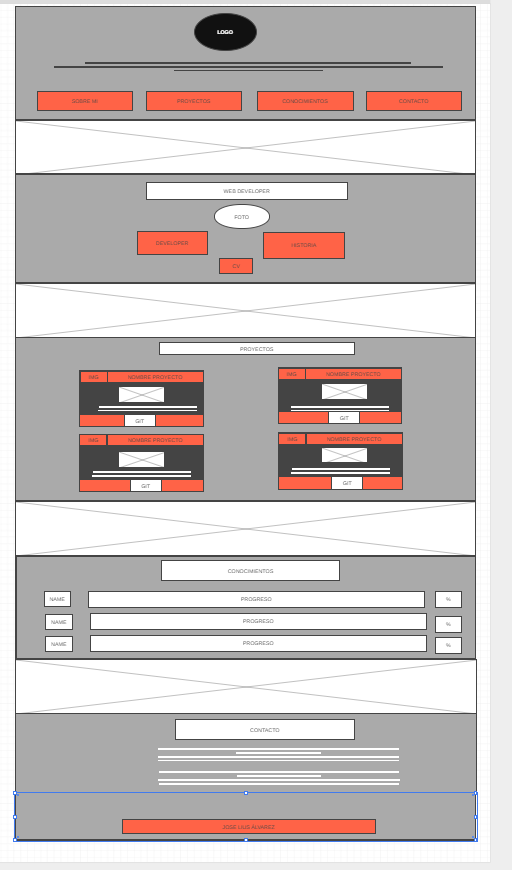 LOGO
SOBRE MI
PROYECTOS
CONOCIMIENTOS
CONTACTO
WEB DEVELOPER
FOTO
DEVELOPER
HISTORIA
CV
PROYECTOS
IMG
NOMBRE PROYECTO
GIT
IMG
NOMBRE PROYECTO
GIT
IMG
NOMBRE PROYECTO
GIT
IMG
NOMBRE PROYECTO
GIT
CONOCIMIENTOS
NAME
PROGRESO
%
NAME
PROGRESO
%
NAME
PROGRESO
%
CONTACTO
JOSE LUIS ALVAREZ